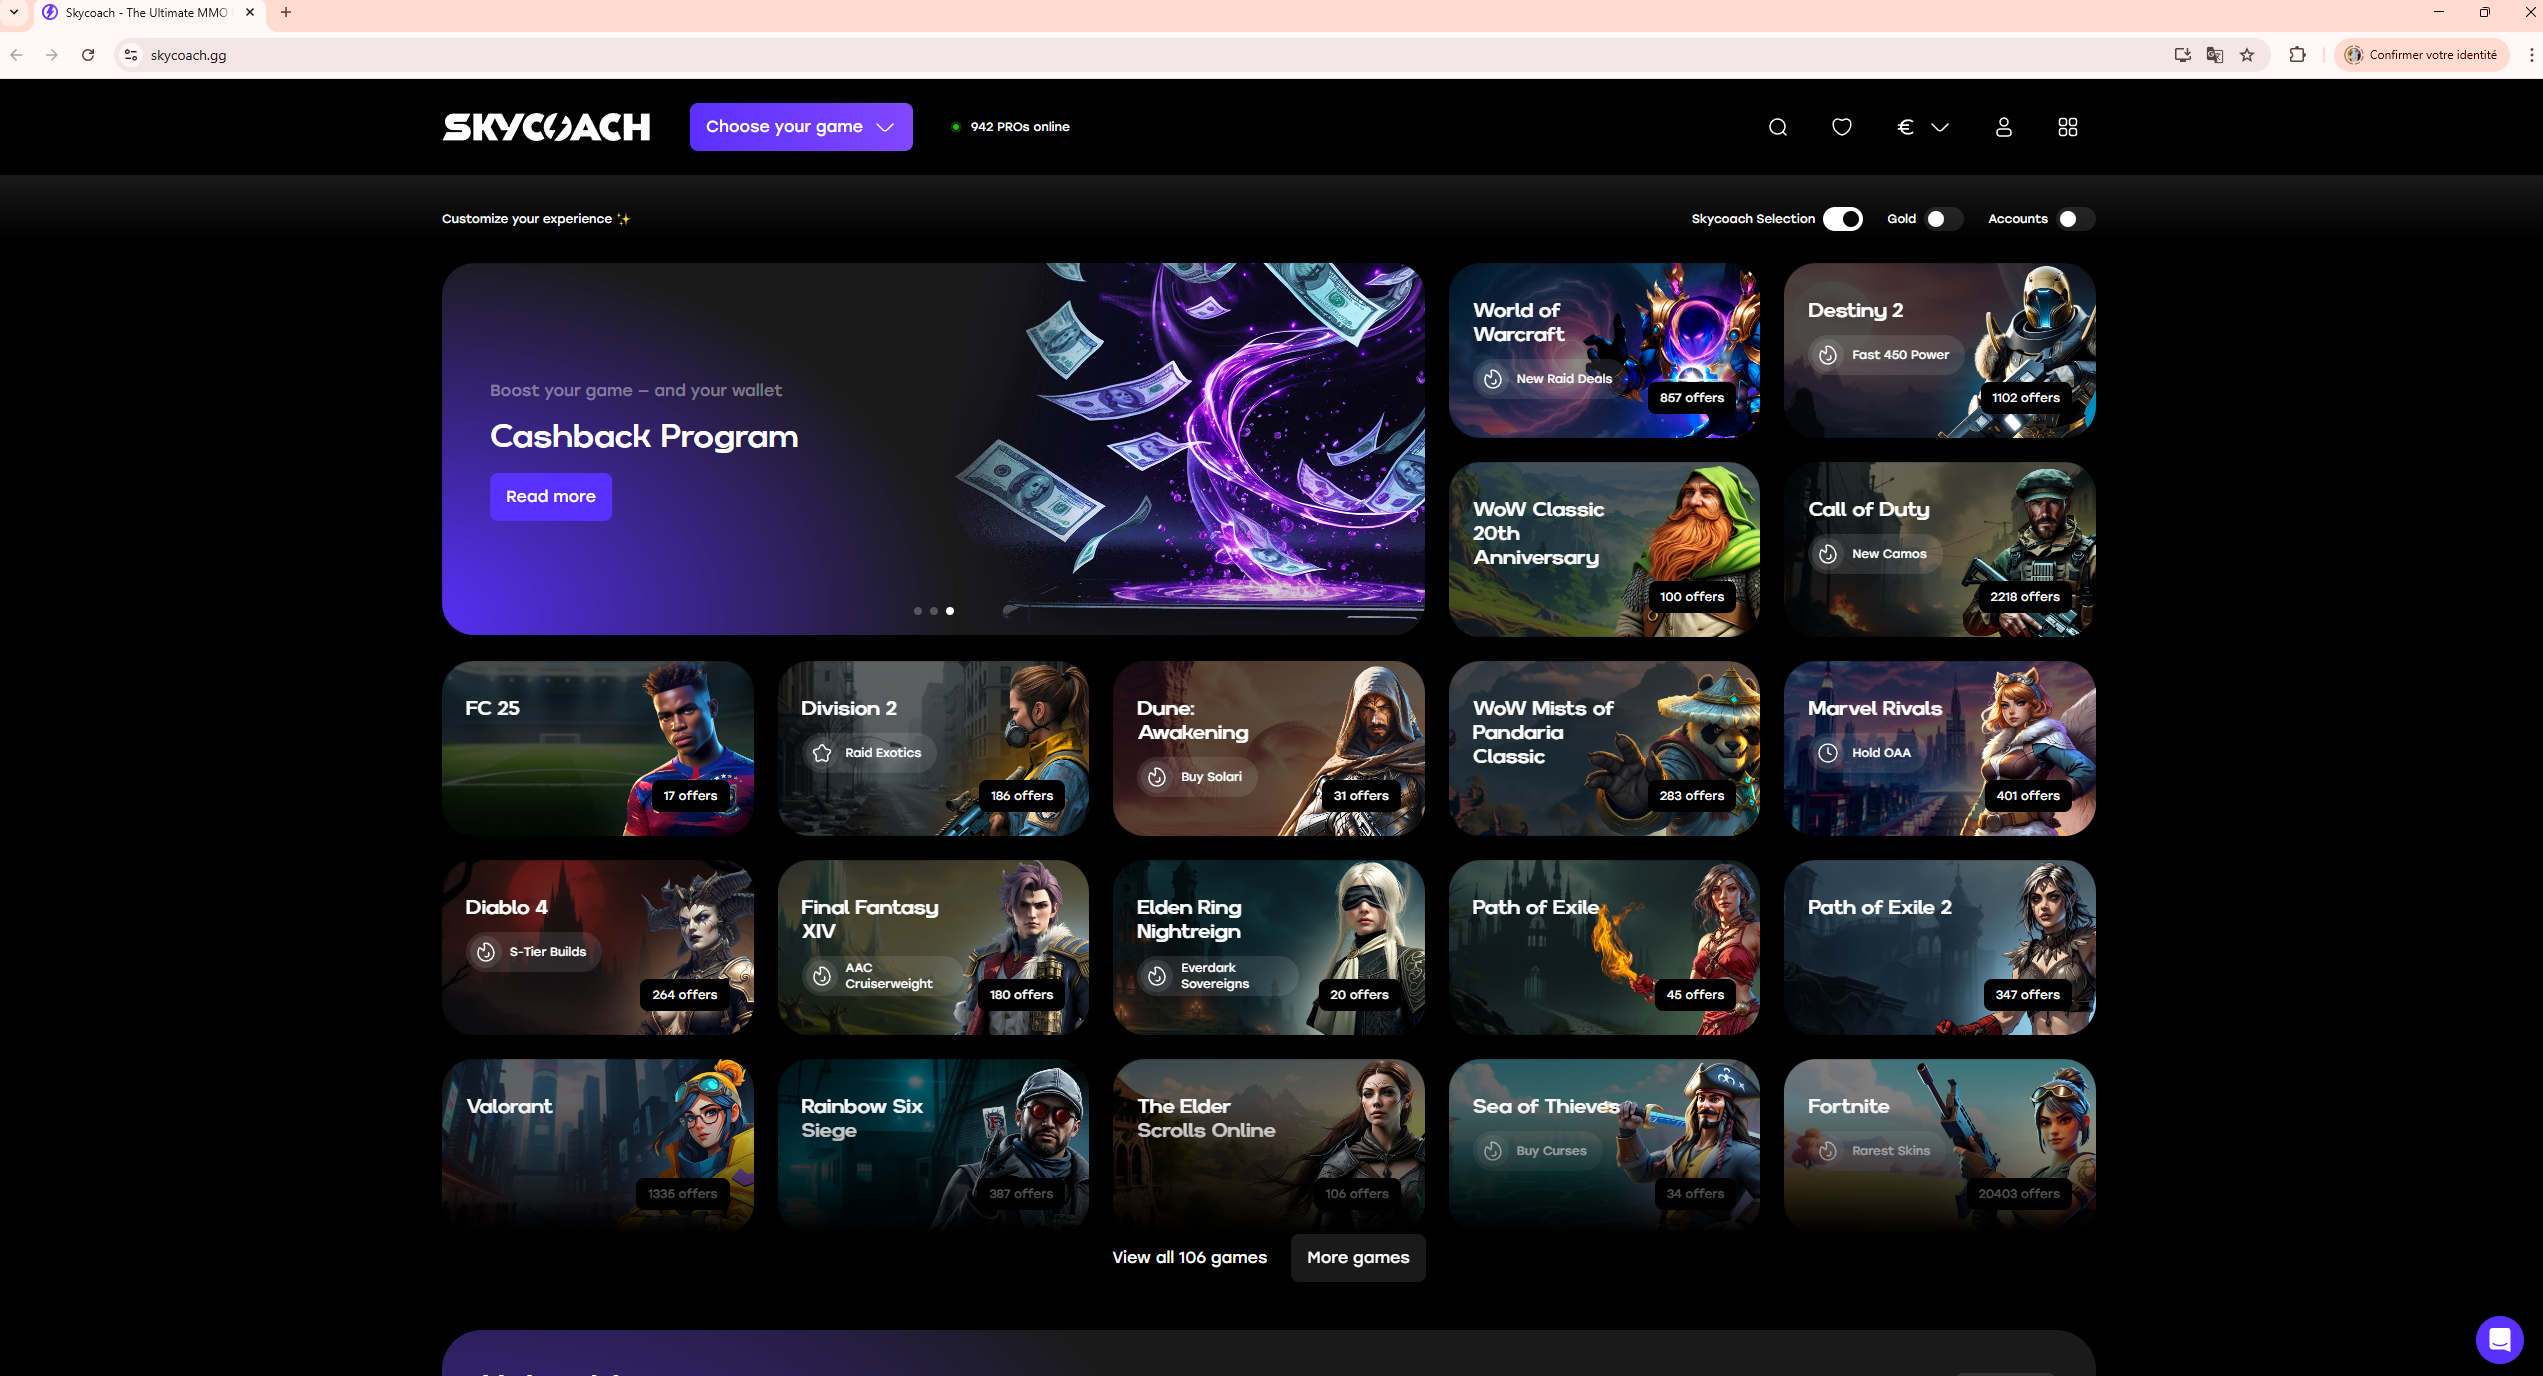 Skycoach - The Ultimate MMO
skycoach.gg
Confirmer votre identité
SKYCOACH
Choose your game
942 PROs online
€
Customize your experience ✨
Skycoach Selection
Gold
Accounts
Boost your game – and your wallet
Cashback Program
Read more
World of
Warcraft
New Raid Deals
857 offers
Destiny 2
Fast 450 Power
1102 offers
WoW Classic
20th
Anniversary
100 offers
Call of Duty
New Camos
2218 offers
FC 25
17 offers
Division 2
Raid Exotics
186 offers
Dune:
Awakening
Buy Solari
31 offers
WoW Mists of
Pandaria
Classic
283 offers
Marvel Rivals
Hold OAA
401 offers
Diablo 4
S-Tier Builds
264 offers
Final Fantasy
XIV
AAC
Cruiserweight
180 offers
Elden Ring
Nightreign
Everdark
Sovereigns
20 offers
Path of Exile
45 offers
Path of Exile 2
347 offers
Valorant
1335 offers
Rainbow Six
Siege
387 offers
The Elder
Scrolls Online
106 offers
Sea of Thieves
Buy Curses
34 offers
Fortnite
Rarest Skins
20403 offers
View all 106 games
More games